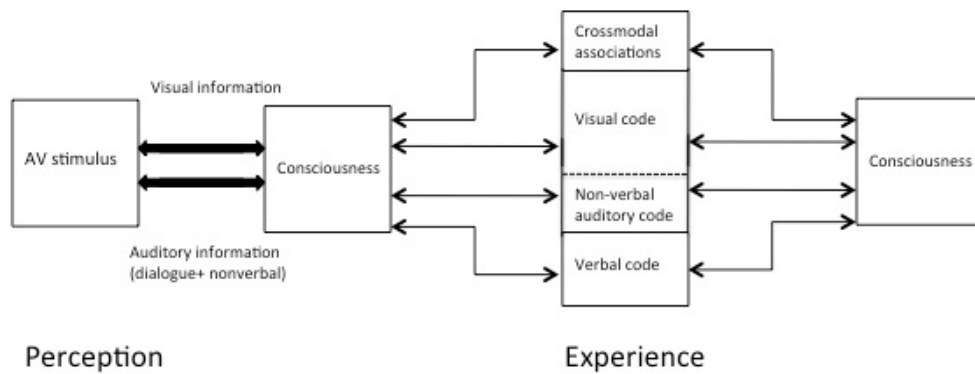 Crossmodal
associations
Visual information
Visual code
AV stimulus
Consciousness
Consciousness
Non-verbal
auditory code
Auditory information
(dialogue+ nonverbal)
Verbal code
Perception
Experience